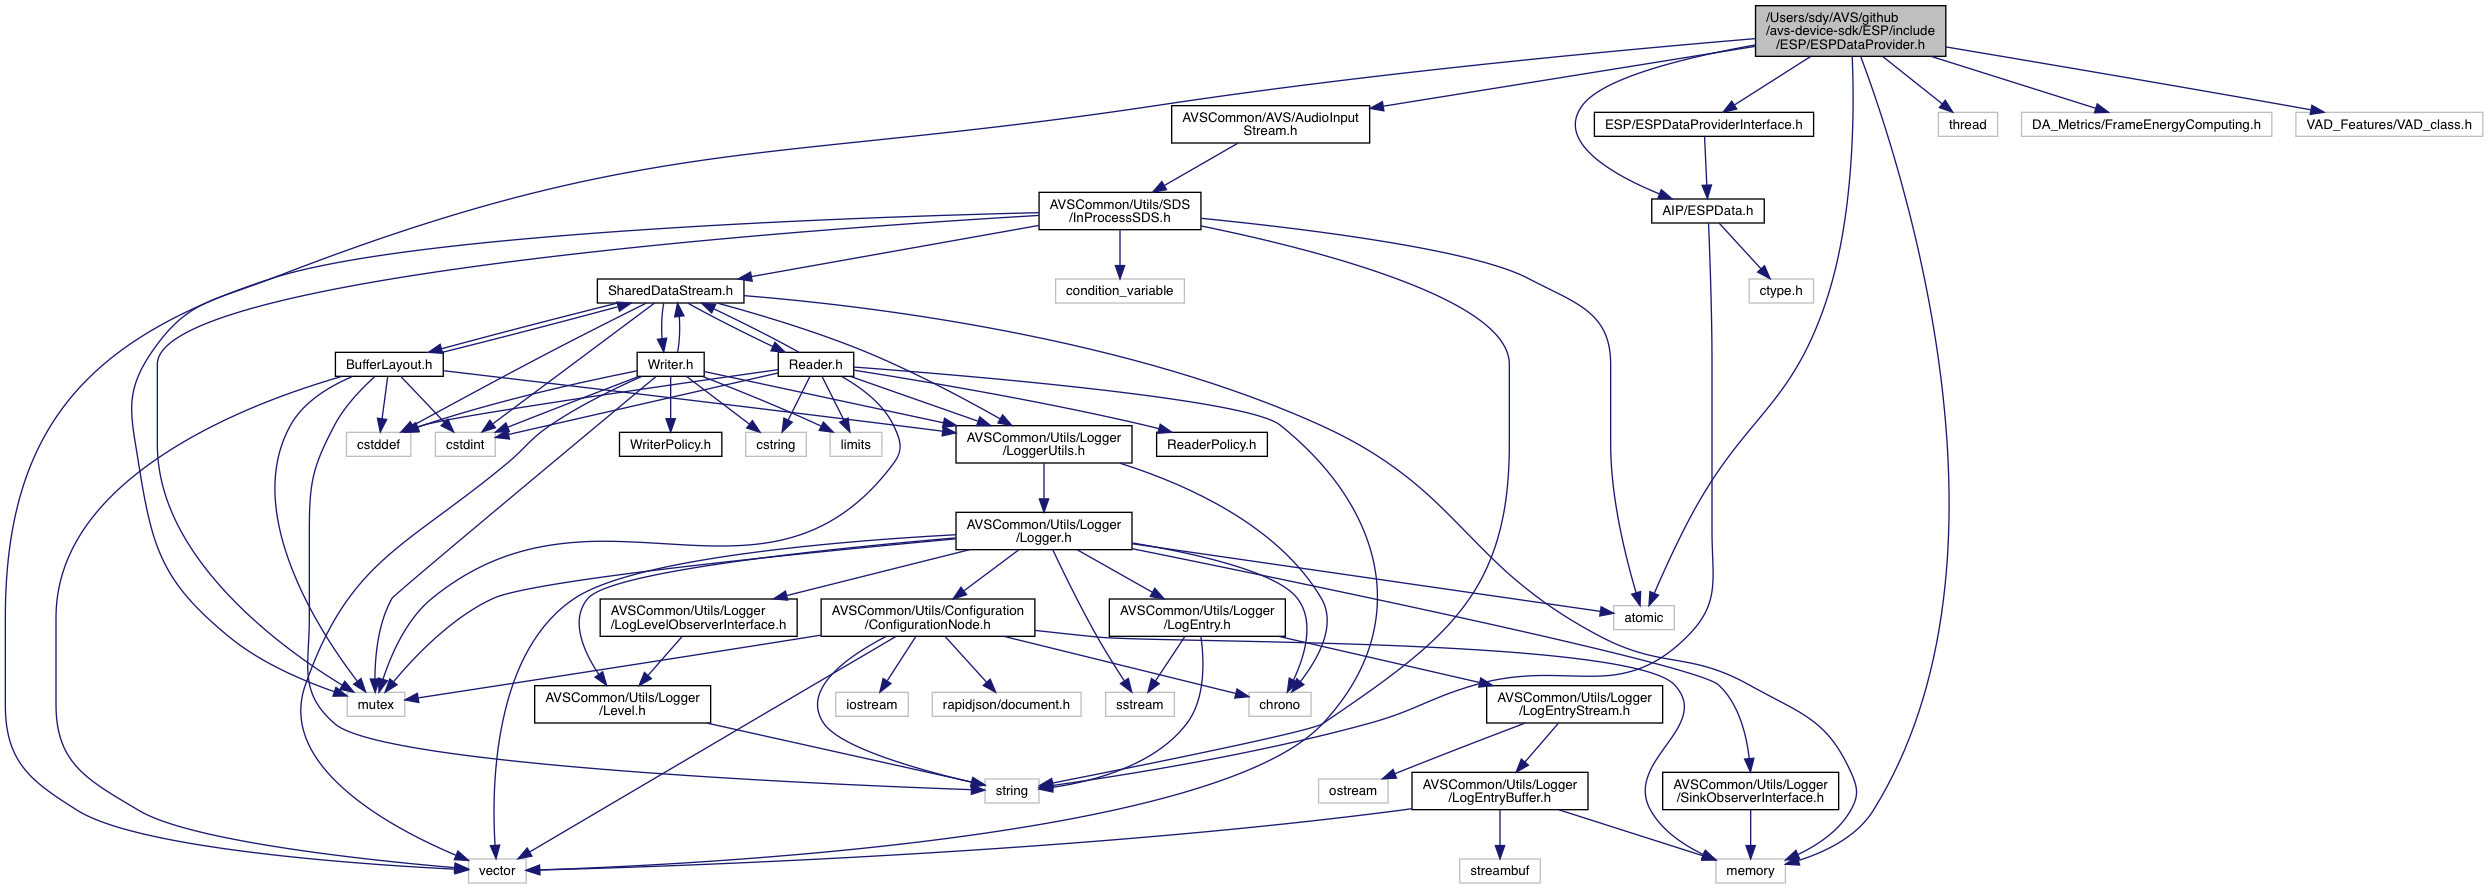 /Users/sdy/AVS/github
/avs-device-sdk/ESP/include
/ESP/ESPDataProvider.h
AVSCommon/AVS/AudioInput
Stream.h
ESP/ESPDataProviderInterface.h
thread
DA_Metrics/FrameEnergyComputing.h
VAD_Features/VAD_class.h
AVSCommon/Utils/SDS
/InProcessSDS.h
AIP/ESPData.h
SharedDataStream.h
condition_variable
ctype.h
BufferLayout.h
Writer.h
Reader.h
cstddef
cstdint
WriterPolicy.h
cstring
limits
AVSCommon/Utils/Logger
/LoggerUtils.h
ReaderPolicy.h
AVSCommon/Utils/Logger
/Logger.h
AVSCommon/Utils/Logger
/LogLevelObserverInterface.h
AVSCommon/Utils/Configuration
/ConfigurationNode.h
AVSCommon/Utils/Logger
/LogEntry.h
atomic
mutex
AVSCommon/Utils/Logger
/Level.h
iostream
rapidjson/document.h
sstream
chrono
AVSCommon/Utils/Logger
/LogEntryStream.h
string
ostream
AVSCommon/Utils/Logger
/LogEntryBuffer.h
AVSCommon/Utils/Logger
/SinkObserverInterface.h
vector
streambuf
memory